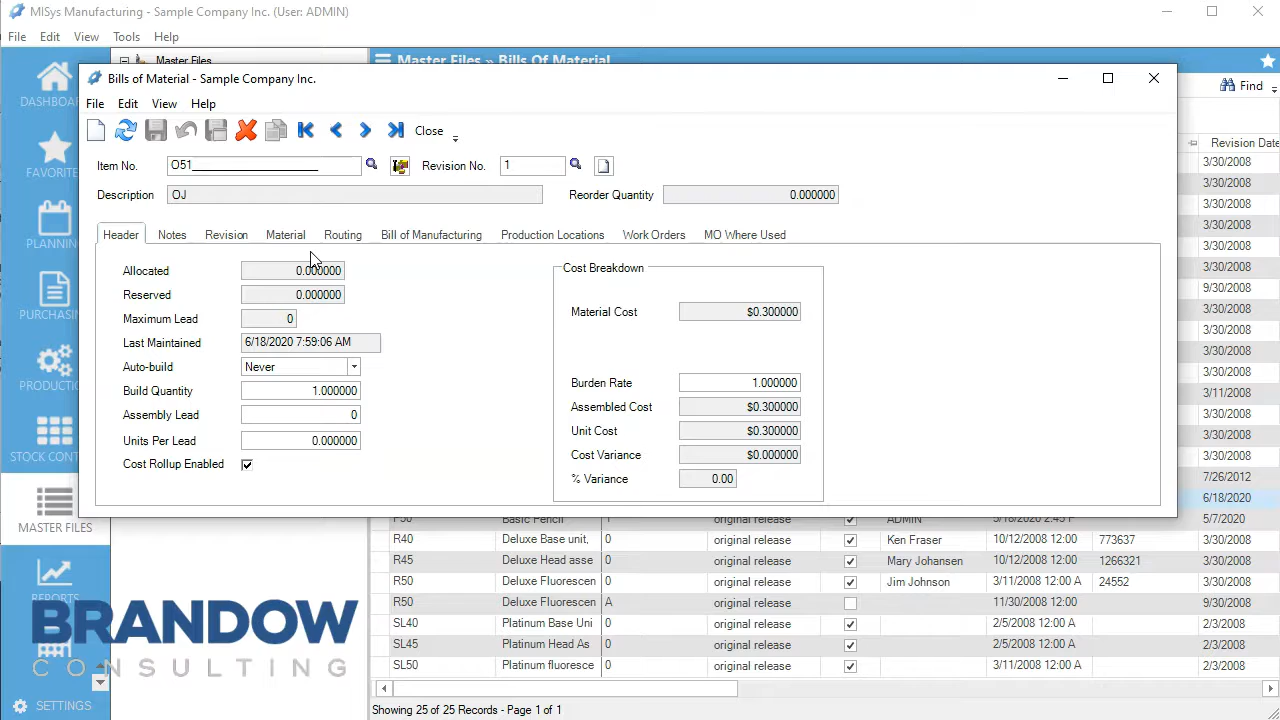 MISys Manufacturing - Sample Company Inc. (User: ADMIN)
File Edit View Tools Help
Master Files
Master Files » Bills Of Material
Find
Bills of Material - Sample Company Inc.
File Edit View Help
Close
Item No. O51 Revision No. 1
Description OJ Reorder Quantity 0.000000
Header Notes Revision Material Routing Bill of Manufacturing Production Locations Work Orders MO Where Used
Allocated 0.000000
Reserved 0.000000
Maximum Lead 0
Last Maintained 6/18/2020 7:59:06 AM
Auto-build Never
Build Quantity 1.000000
Assembly Lead 0
Units Per Lead 0.000000
Cost Rollup Enabled
Cost Breakdown
Material Cost $0.300000
Burden Rate 1.000000
Assembled Cost $0.300000
Unit Cost $0.300000
Cost Variance $0.000000
% Variance 0.00
DASHBOA
FAVORITE
PLANNIN
PURCHASIN
PRODUCTIO
STOCK CONT
MASTER FILES
REPORTS
SETTINGS
Revision Date
3/30/2008
3/30/2008
3/30/2008
3/30/2008
3/30/2008
3/30/2008
9/30/2008
3/30/2008
3/30/2008
3/30/2008
3/30/2008
3/11/2008
3/30/2008
3/30/2008
7/26/2012
6/18/2020
P50 Basic Pencil 1 original release ADMIN 5/18/2020 2:45 P 5/7/2020
R40 Deluxe Base unit, 0 original release Ken Fraser 10/12/2008 12:00 773637 3/30/2008
R45 Deluxe Head asse 0 original release Mary Johansen 10/12/2008 12:00 1266321 3/30/2008
R50 Deluxe Fluorescen 0 original release Jim Johnson 3/11/2008 12:00 A 24552 3/30/2008
R50 Deluxe Fluorescen A original release 11/30/2008 12:00 9/30/2008
SL40 Platinum Base Uni 0 original release 2/5/2008 12:00 A 2/3/2008
SL45 Platinum Head As 0 original release 2/5/2008 12:00 A 2/3/2008
SL50 Platinum fluoresce 0 original release 3/11/2008 12:00 A 2/3/2008
Showing 25 of 25 Records - Page 1 of 1
BRANDOW
CONSULTING